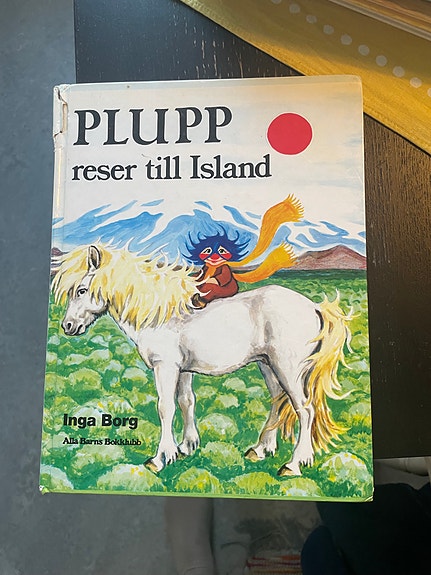 PLUPP
reser till Island
Inga Borg
Alla Barns Bokklubb